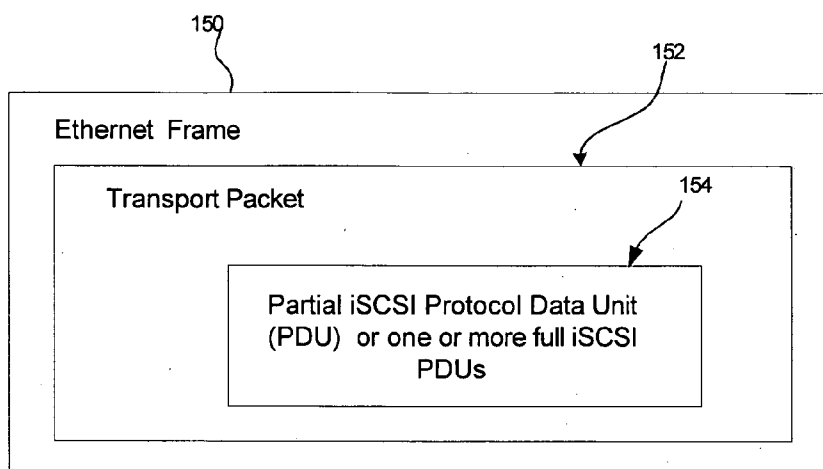 150
152
Ethernet Frame
154
Transport Packet
Partial iSCSI Protocol Data Unit
(PDU) or one or more full iSCSI
PDUs